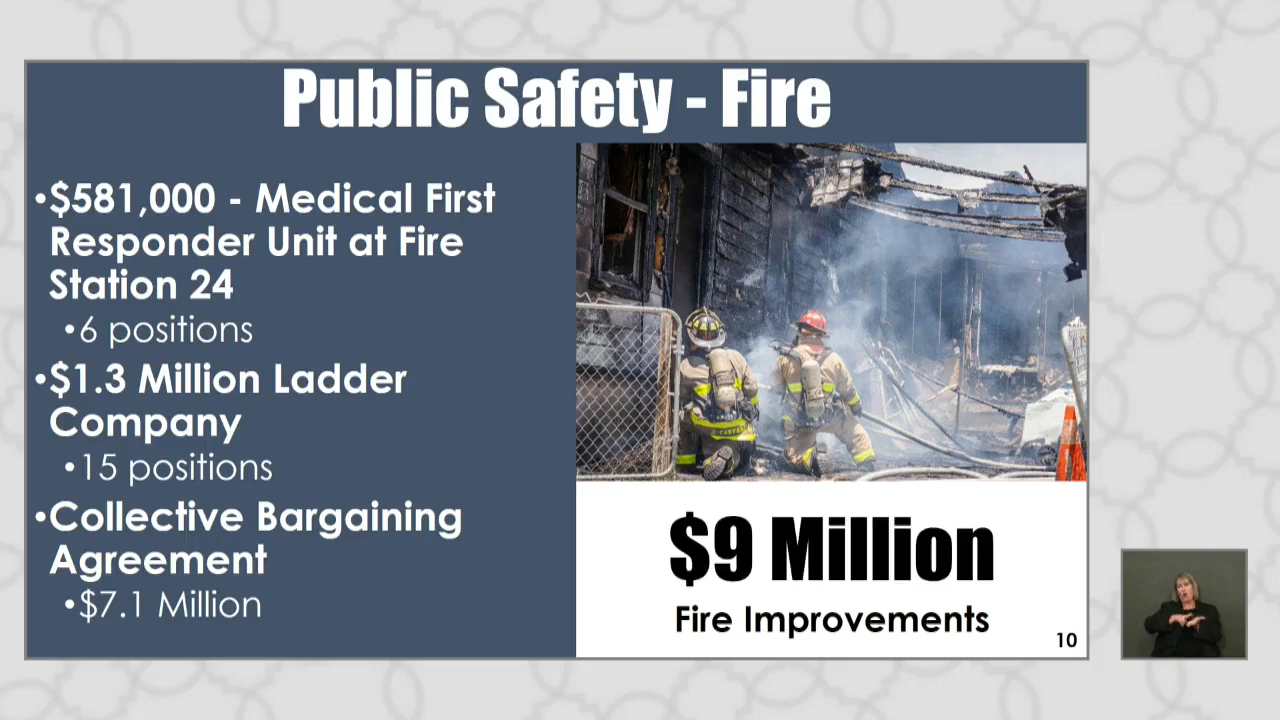 Public Safety - Fire
•$581,000 - Medical First
Responder Unit at Fire
Station 24
•6 positions
•$1.3 Million Ladder
Company
•15 positions
•Collective Bargaining
Agreement
•$7.1 Million
$9 Million
Fire Improvements
10